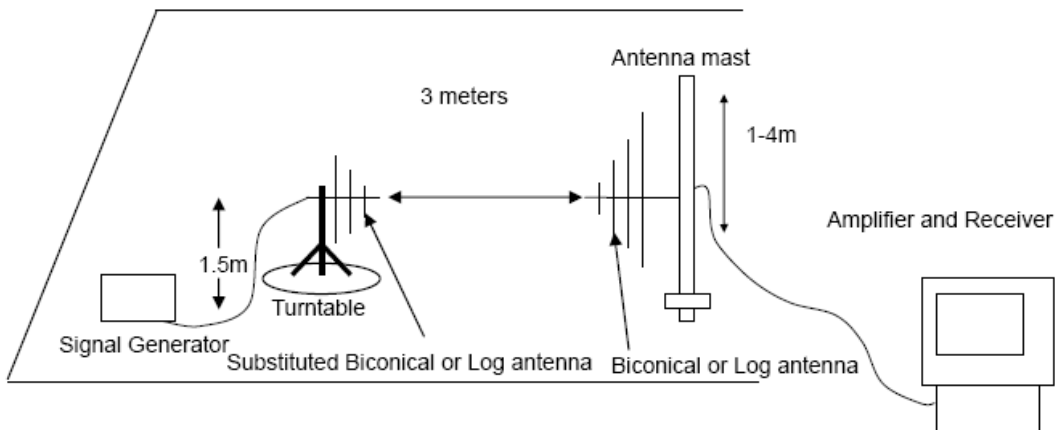 Antenna mast
3 meters
1-4m
Amplifier and Receiver
1.5m
Turntable
Signal Generator
Substituted Biconical or Log antenna
Biconical or Log antenna